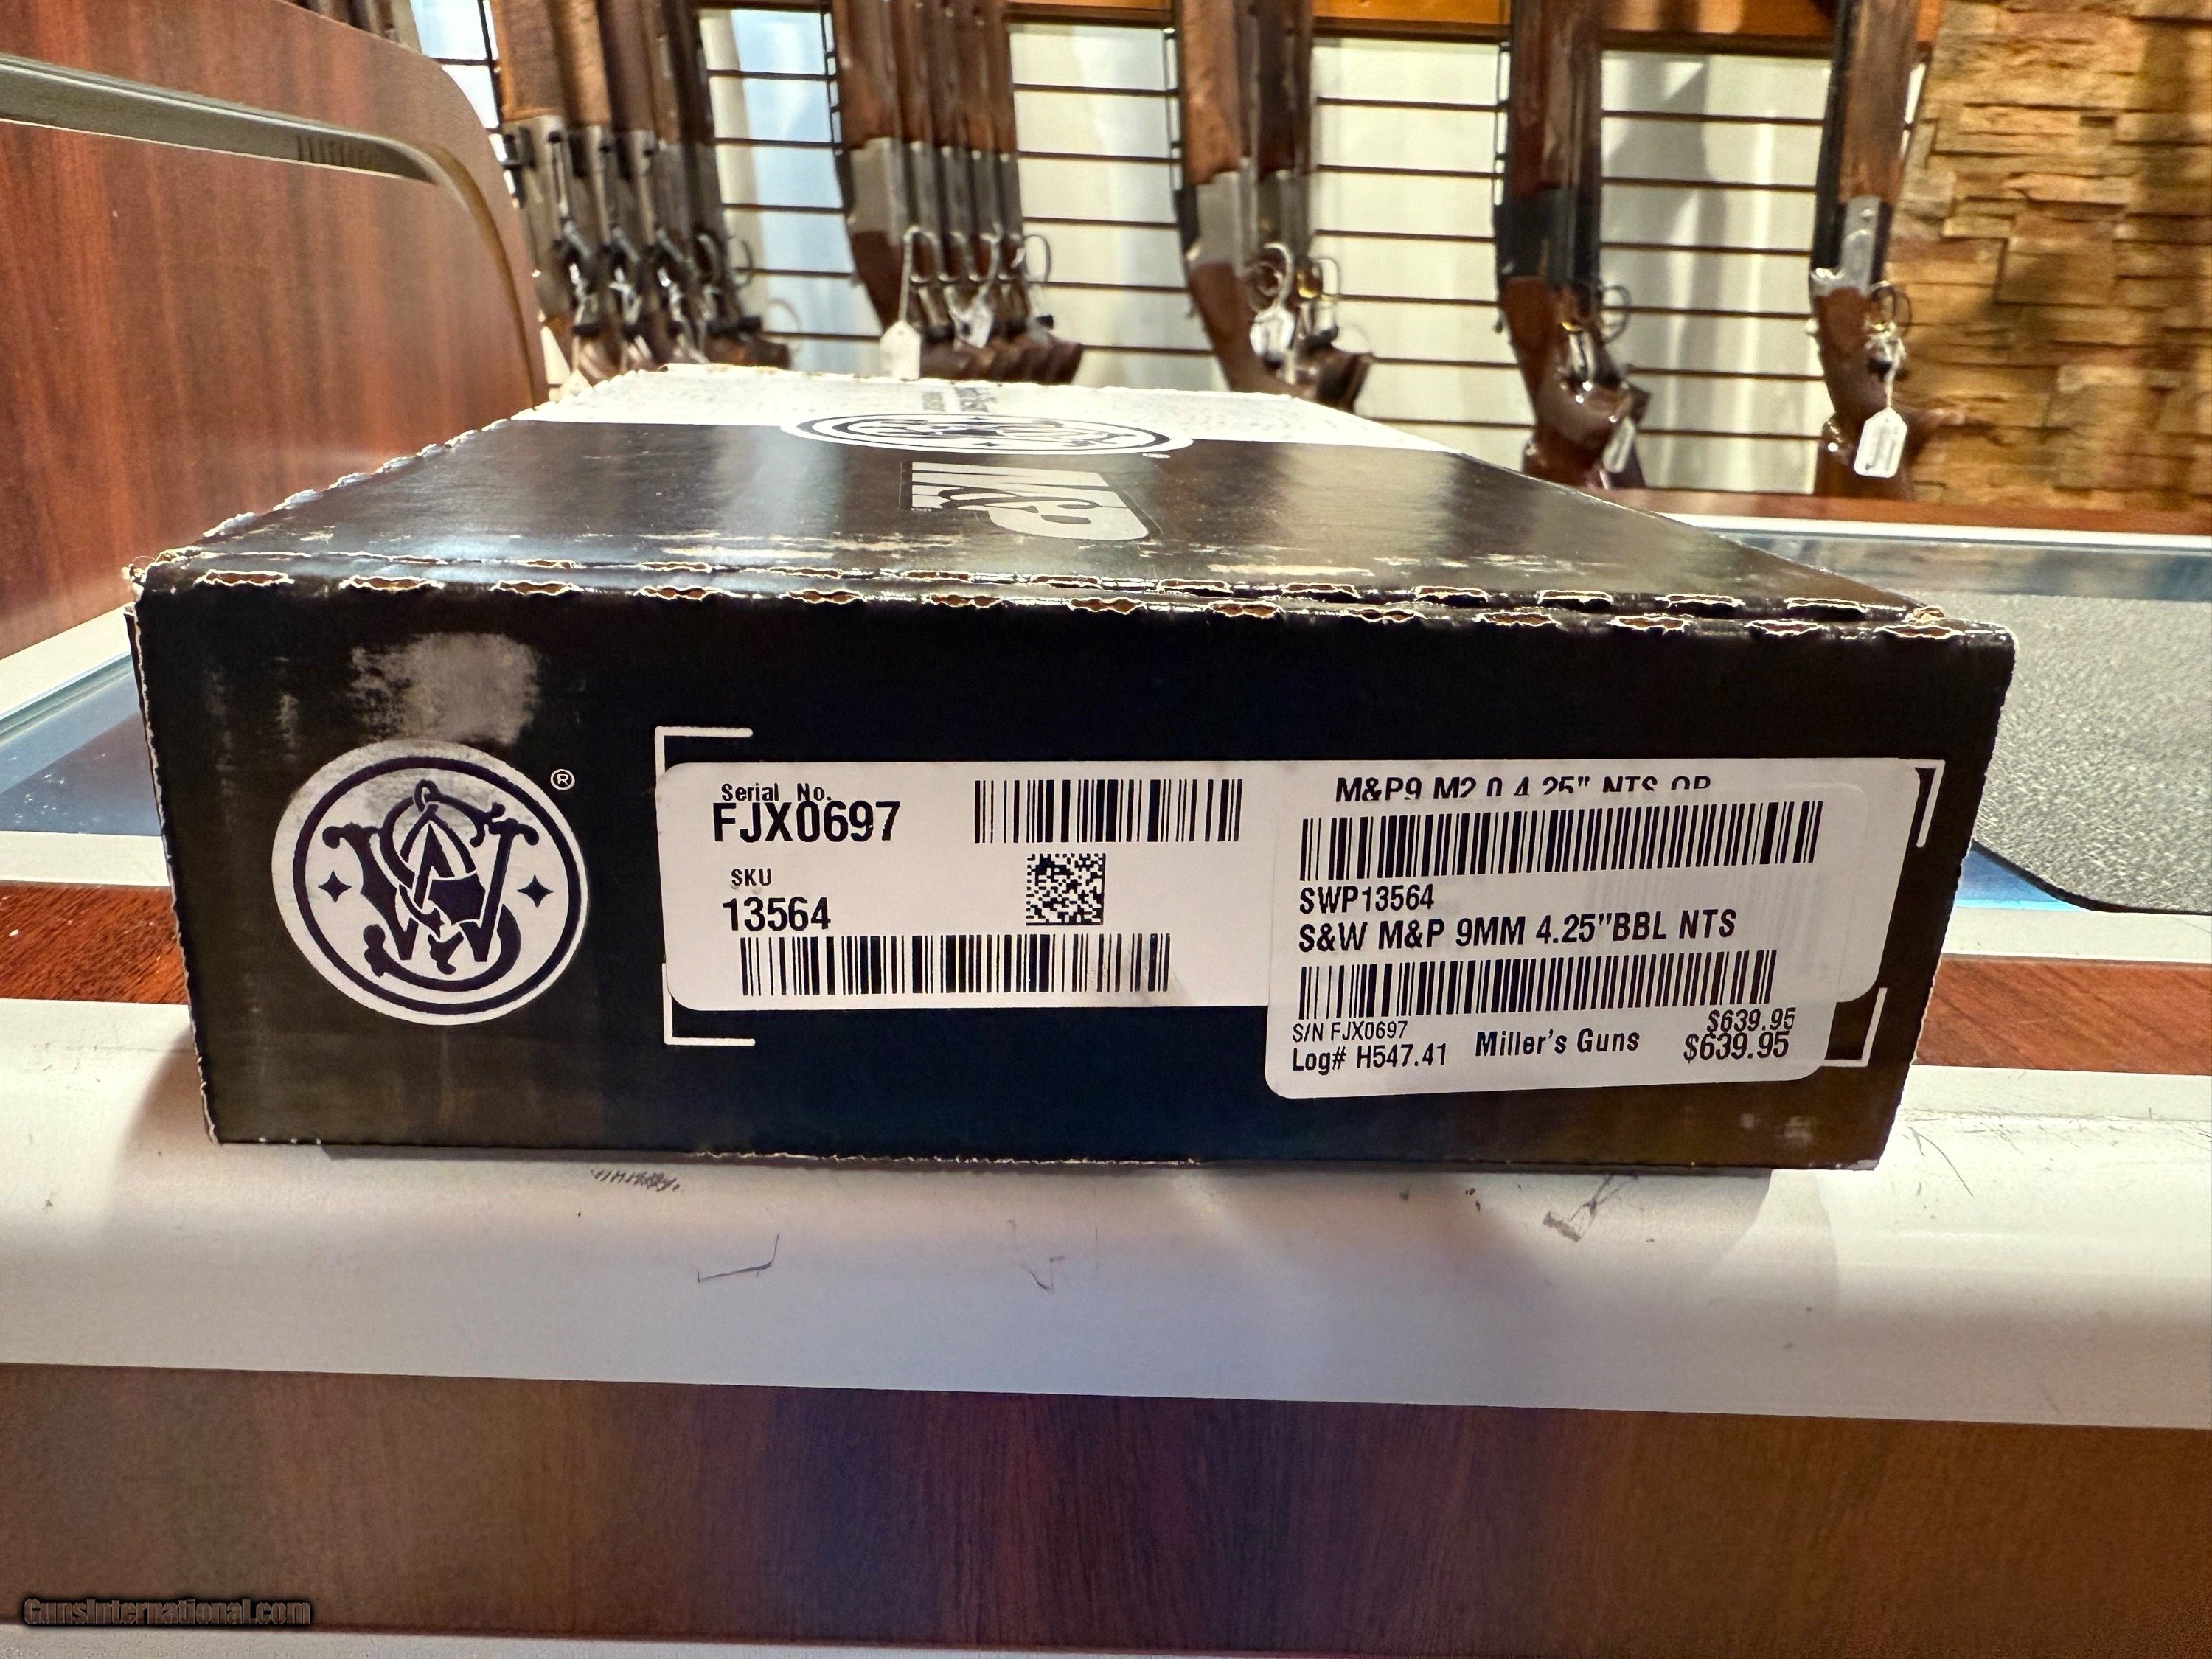 M&P
®
Serial No.
FJX0697
SKU
13564
M&P9 M2.0 4.25" NTS OR
SWP13564
S&W M&P 9MM 4.25"BBL NTS
S/N FJX0697
$639.95
Log# H547.41
Miller's Guns
$639.95
GunsInternational.com